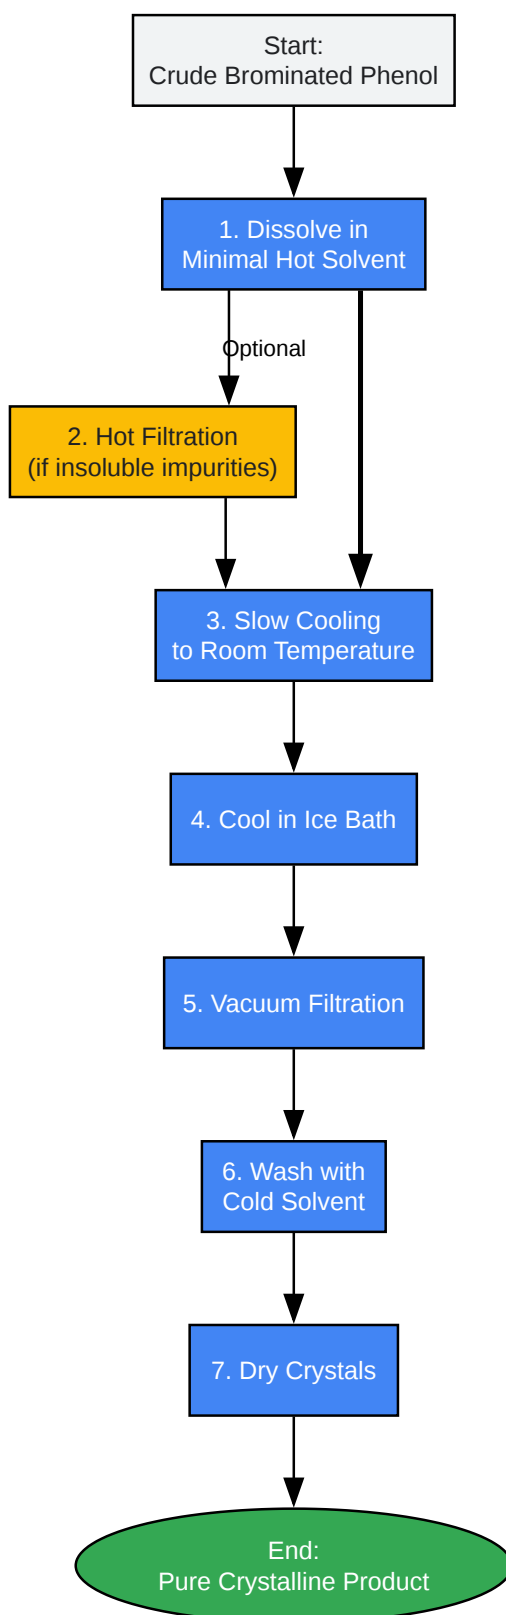 Start:
Crude Brominated Phenol
1. Dissolve in
Minimal Hot Solvent
Optional
2. Hot Filtration
(if insoluble impurities)
3. Slow Cooling
to Room Temperature
4. Cool in Ice Bath
5. Vacuum Filtration
6. Wash with
Cold Solvent
7. Dry Crystals
End:
Pure Crystalline Product